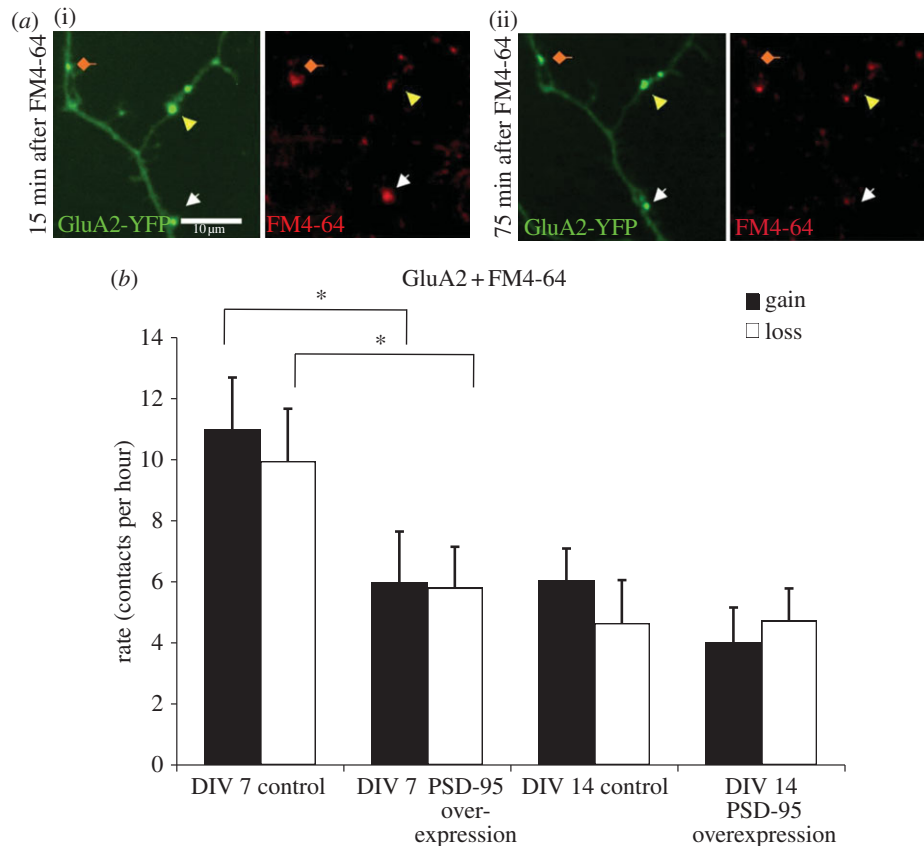 (a) (i)
(ii)
15 min after FM4-64
GluA2-YFP
10 µm
FM4-64
75 min after FM4-64
GluA2-YFP
FM4-64
(b)
GluA2 + FM4-64
gain
loss
*
*
rate (contacts per hour)
14
12
10
8
6
4
2
0
DIV 7 control
DIV 7 PSD-95
over-
expression
DIV 14 control
DIV 14
PSD-95
overexpression